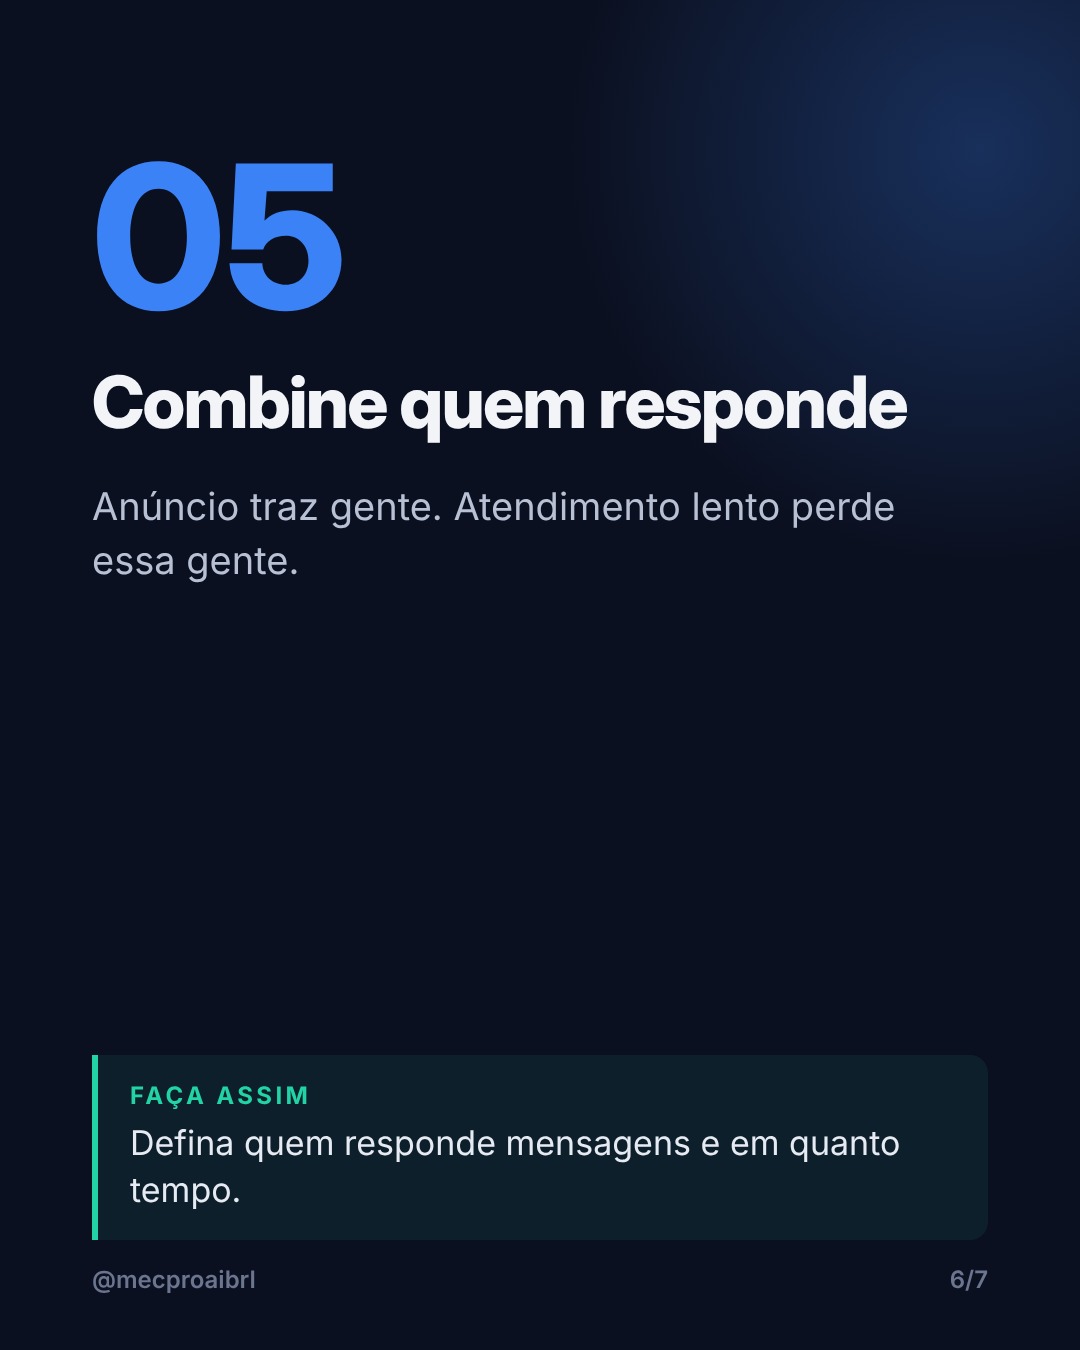 05
Combine quem responde
Anúncio traz gente. Atendimento lento perde
essa gente.
FAÇA ASSIM
Defina quem responde mensagens e em quanto
tempo.
@mecproaibrl
6/7